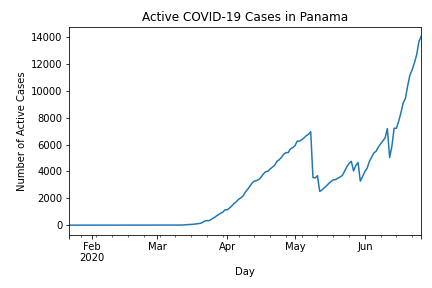 Active COVID-19 Cases in Panama
14000
12000
10000
8000
6000
4000
2000
0
Number of Active Cases
Feb Mar Apr May Jun
2020
Day